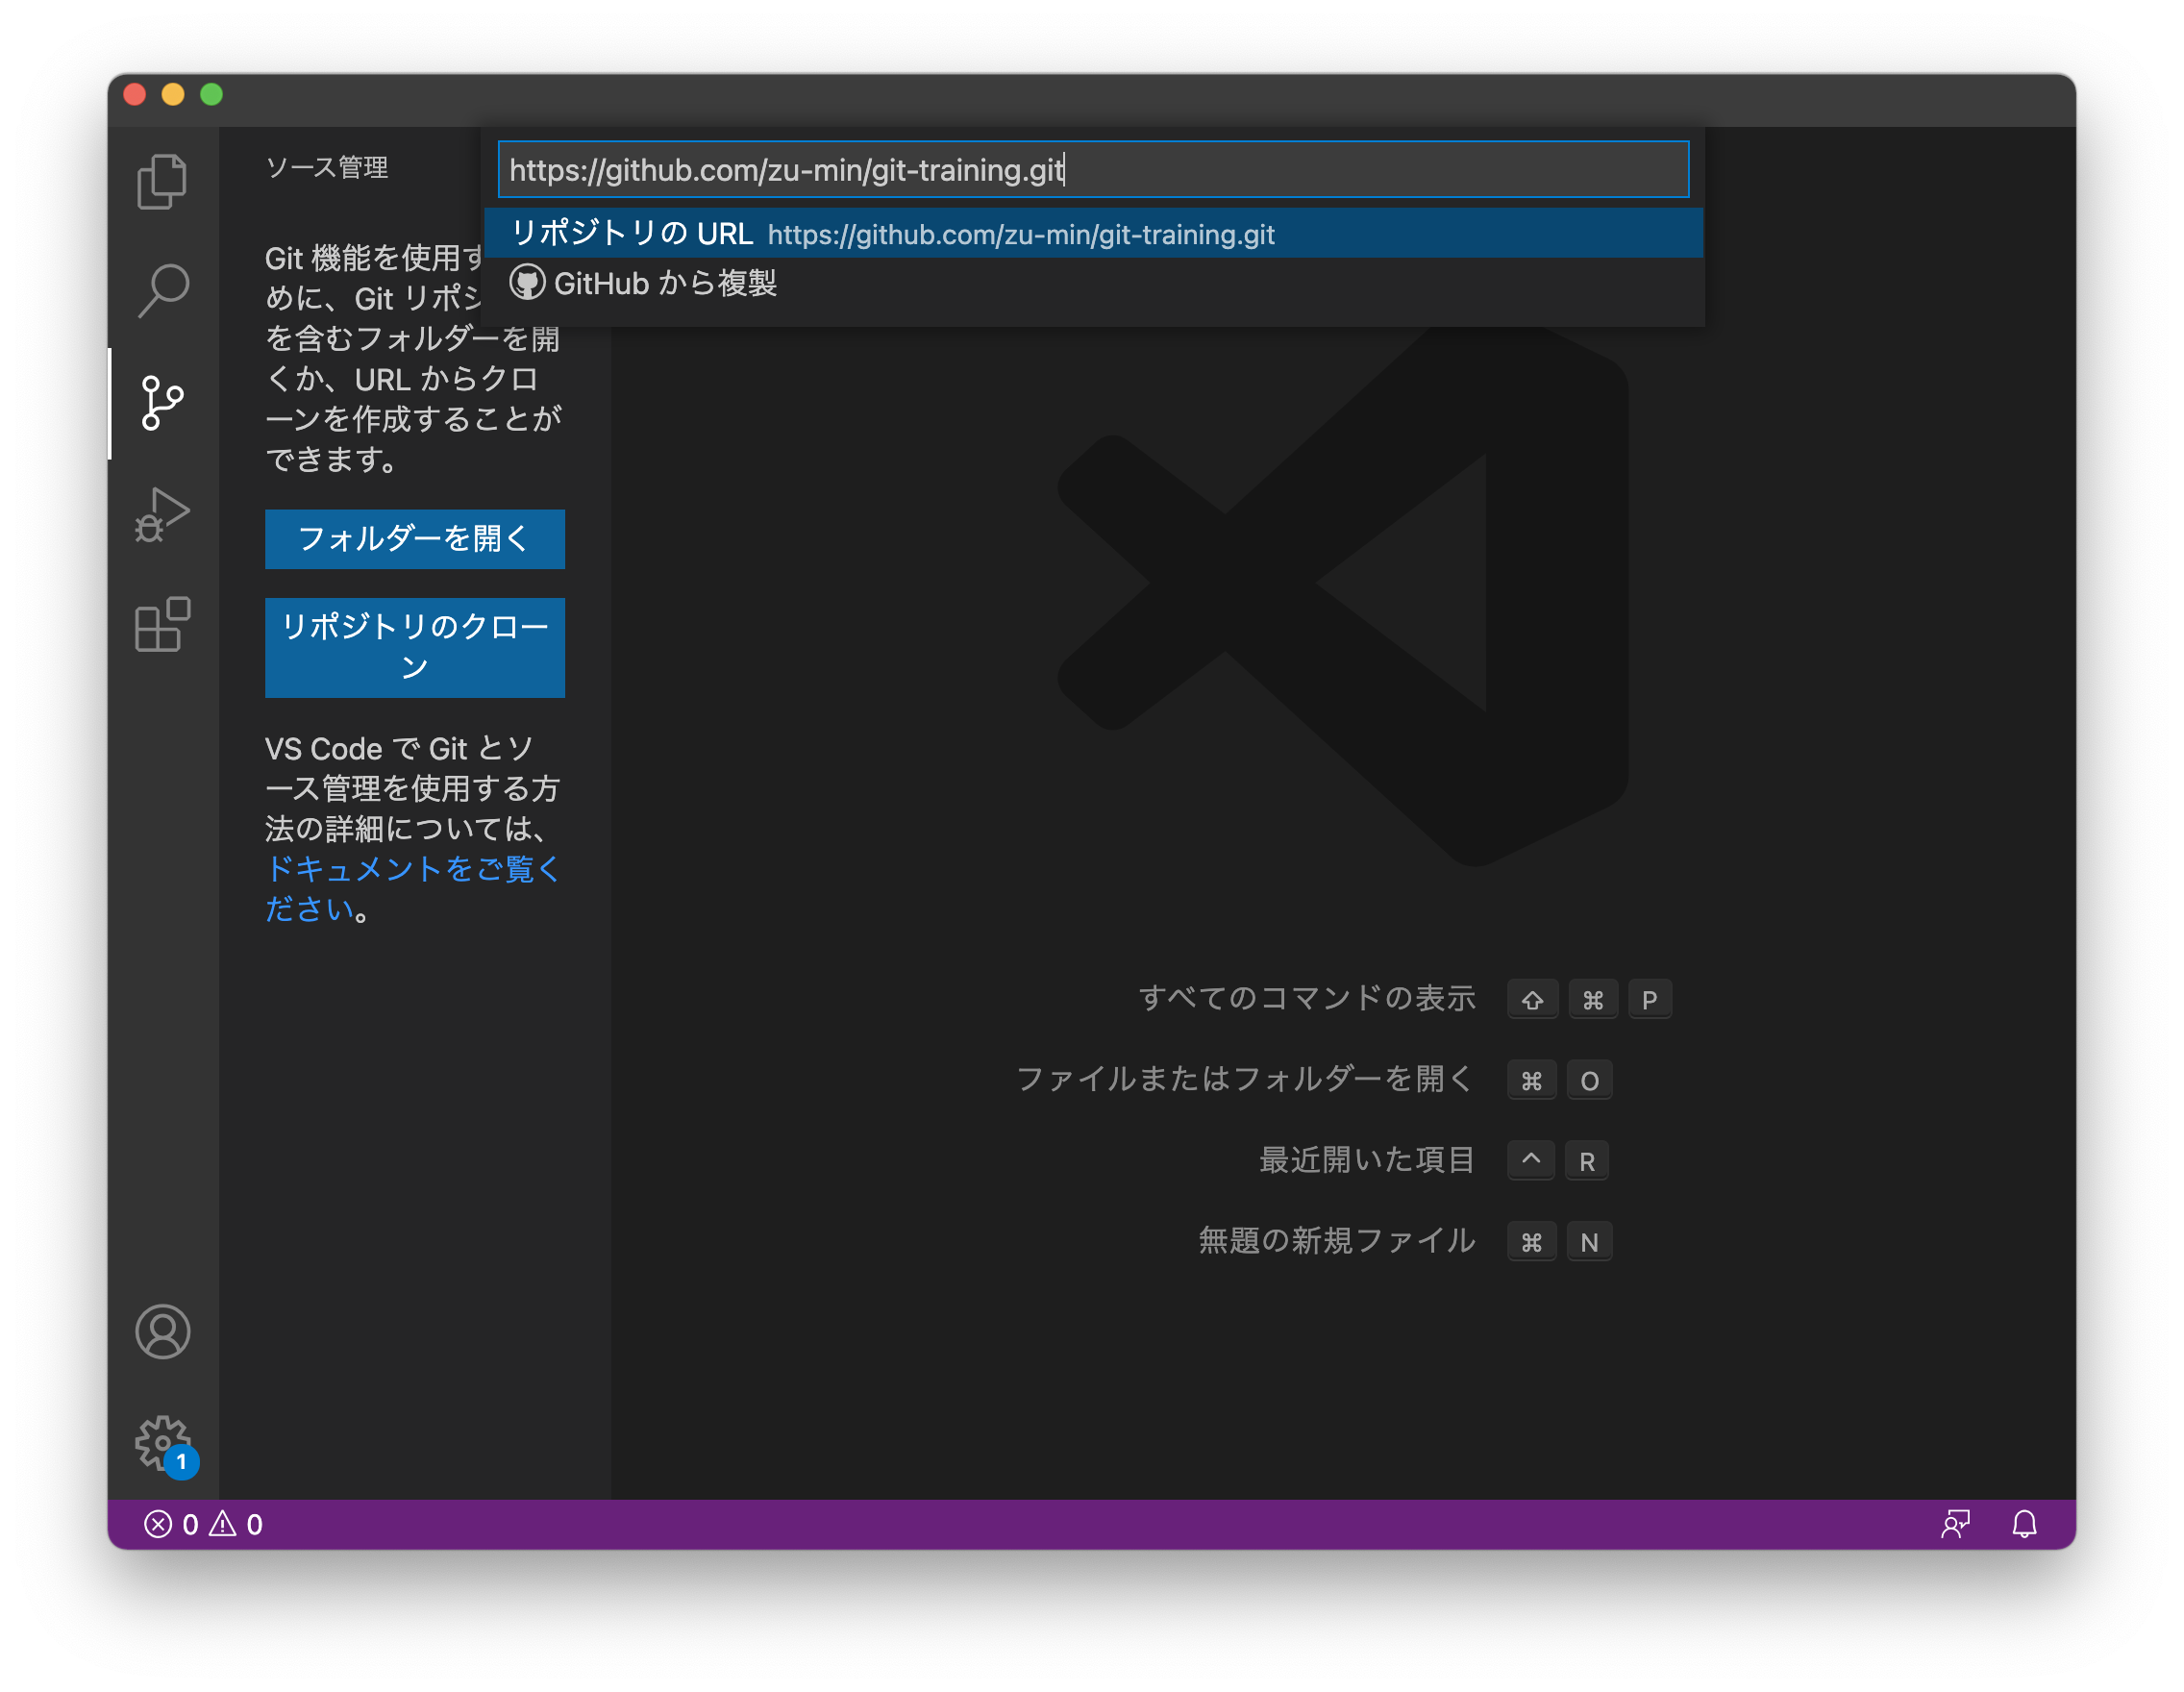 ソース管理
https://github.com/zu-min/git-training.git
リポジトリの URL https://github.com/zu-min/git-training.git
GitHub から複製
Git 機能を使用す
めに、Git リポジ
を含むフォルダーを開
くか、URL からクロ
ーンを作成することが
できます。
フォルダーを開く
リポジトリのクロー
ン
VS Code で Git とソ
ース管理を使用する方
法の詳細については、
ドキュメントをご覧く
ださい。
すべてのコマンドの表示 ⇧ ⌘ P
ファイルまたはフォルダーを開く ⌘ O
最近開いた項目 ^ R
無題の新規ファイル ⌘ N
1
0 0